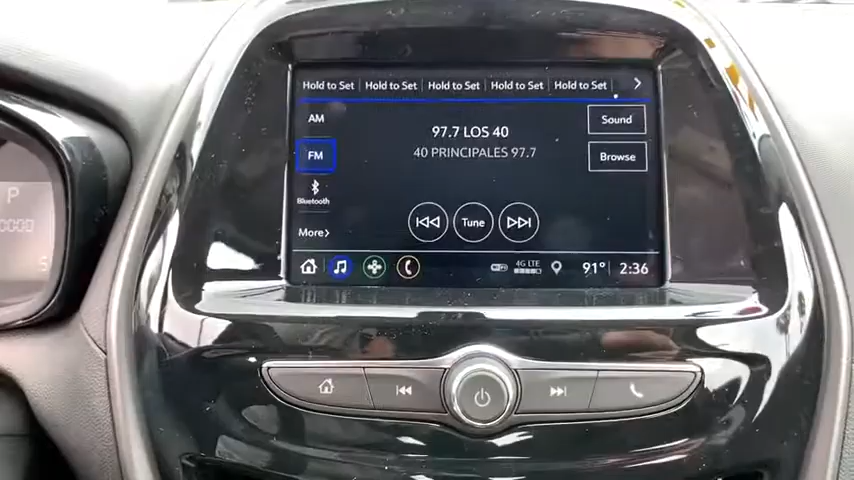 Hold to Set Hold to Set Hold to Set Hold to Set Hold to Set
AM
97.7 LOS 40
Sound
FM
40 PRINCIPALES 97.7
Browse
Bluetooth
Tune
More
4G LTE
91° 2:36
P